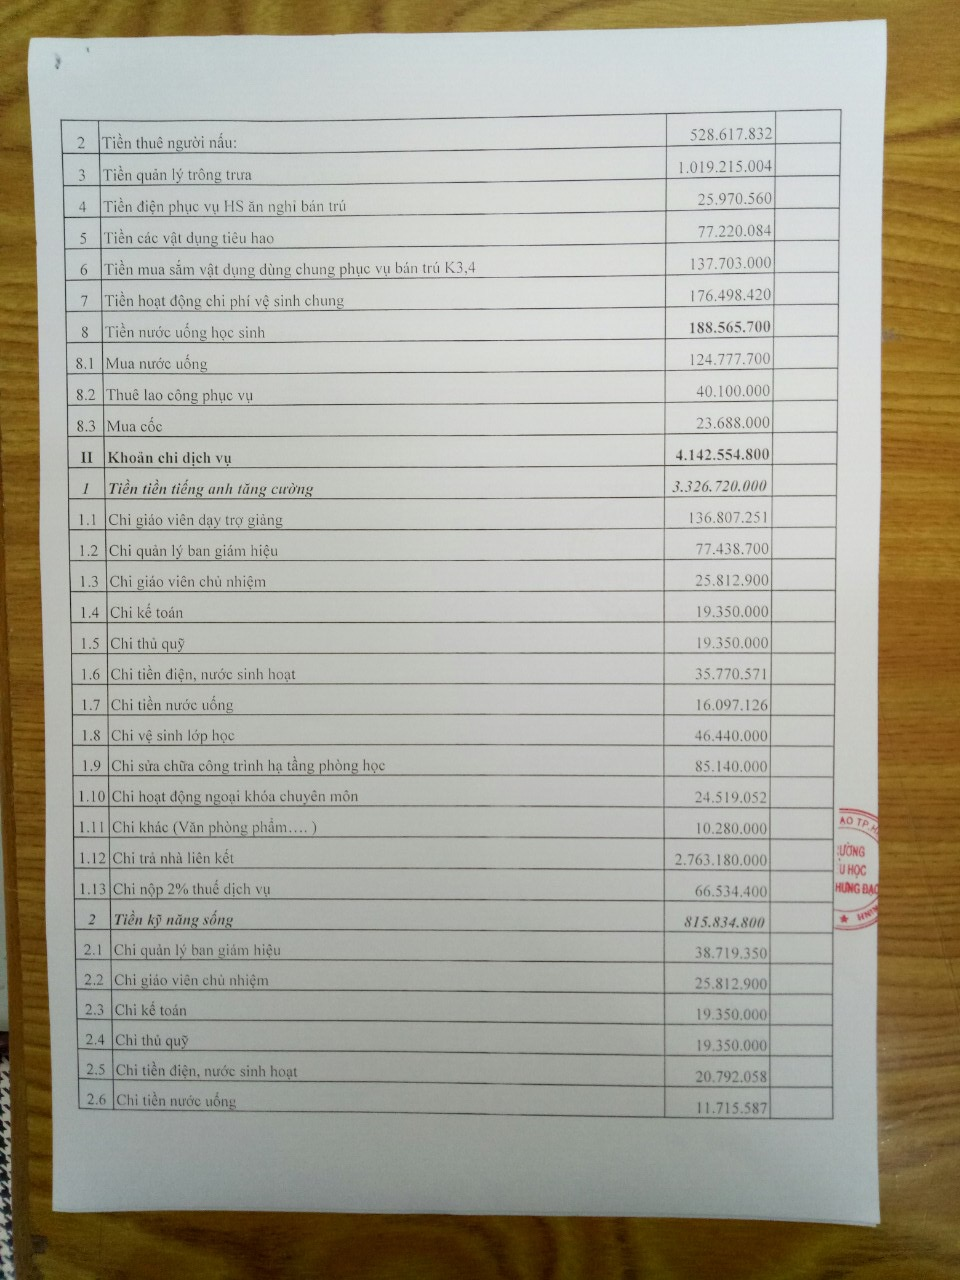 2 Tiền thuê người nấu: 528.617.832
3 Tiền quản lý trông trưa 1.019.215.004
4 Tiền điện phục vụ HS ăn nghỉ bán trú 25.970.560
5 Tiền các vật dụng tiêu hao 77.220.084
6 Tiền mua sắm vật dụng dùng chung phục vụ bán trú K3,4 137.703.000
7 Tiền hoạt động chi phí vệ sinh chung 176.498.420
8 Tiền nước uống học sinh 188.565.700
8.1 Mua nước uống 124.777.700
8.2 Thuê lao công phục vụ 40.100.000
8.3 Mua cốc 23.688.000
II Khoản chi dịch vụ 4.142.554.800
1 Tiền tiền tiếng anh tăng cường 3.326.720.000
1.1 Chi giáo viên dạy trợ giảng 136.807.251
1.2 Chi quản lý ban giám hiệu 77.438.700
1.3 Chi giáo viên chủ nhiệm 25.812.900
1.4 Chi kế toán 19.350.000
1.5 Chi thủ quỹ 19.350.000
1.6 Chi tiền điện, nước sinh hoạt 35.770.571
1.7 Chi tiền nước uống 16.097.126
1.8 Chi vệ sinh lớp học 46.440.000
1.9 Chi sửa chữa công trình hạ tầng phòng học 85.140.000
1.10 Chi hoạt động ngoại khóa chuyên môn 24.519.052
1.11 Chi khác (Văn phòng phẩm…. ) 10.280.000
1.12 Chi trả nhà liên kết 2.763.180.000
1.13 Chi nộp 2% thuế dịch vụ 66.534.400
2 Tiền kỹ năng sống 815.834.800
2.1 Chi quản lý ban giám hiệu 38.719.350
2.2 Chi giáo viên chủ nhiệm 25.812.900
2.3 Chi kế toán 19.350.000
2.4 Chi thủ quỹ 19.350.000
2.5 Chi tiền điện, nước sinh hoạt 20.792.058
2.6 Chi tiền nước uống 11.715.587
AO TP.H
ƯỜNG
U HỌC
HƯNG ĐẠO